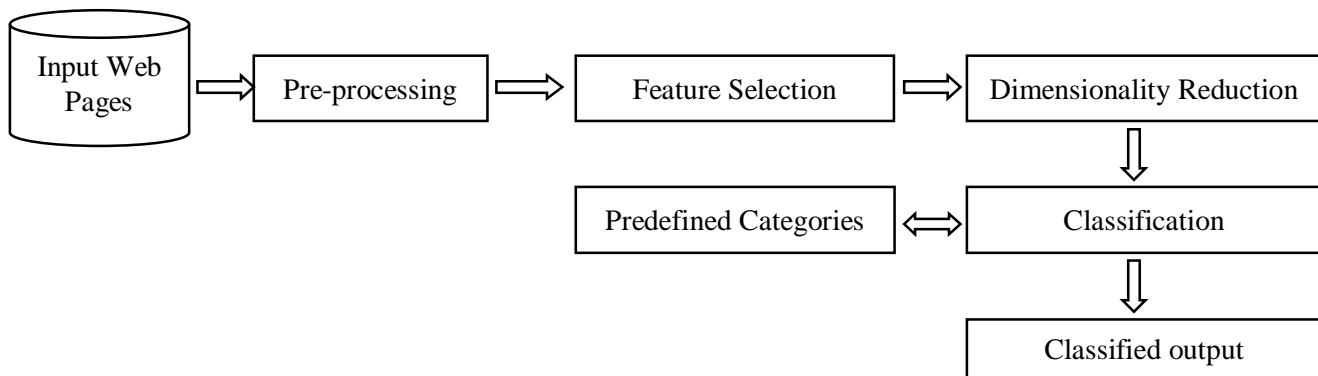 Input Web
Pages
Pre-processing
Feature Selection
Dimensionality Reduction
Predefined Categories
Classification
Classified output